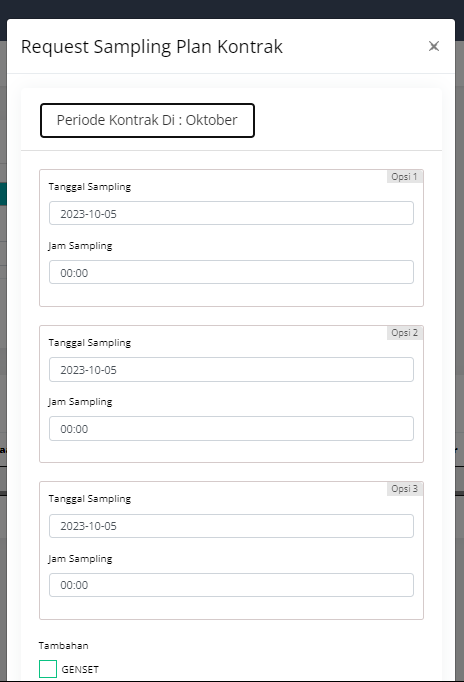 Request Sampling Plan Kontrak
×
Periode Kontrak Di : Oktober
Opsi 1
Tanggal Sampling
2023-10-05
Jam Sampling
00:00
Opsi 2
Tanggal Sampling
2023-10-05
Jam Sampling
00:00
Opsi 3
Tanggal Sampling
2023-10-05
Jam Sampling
00:00
Tambahan
GENSET